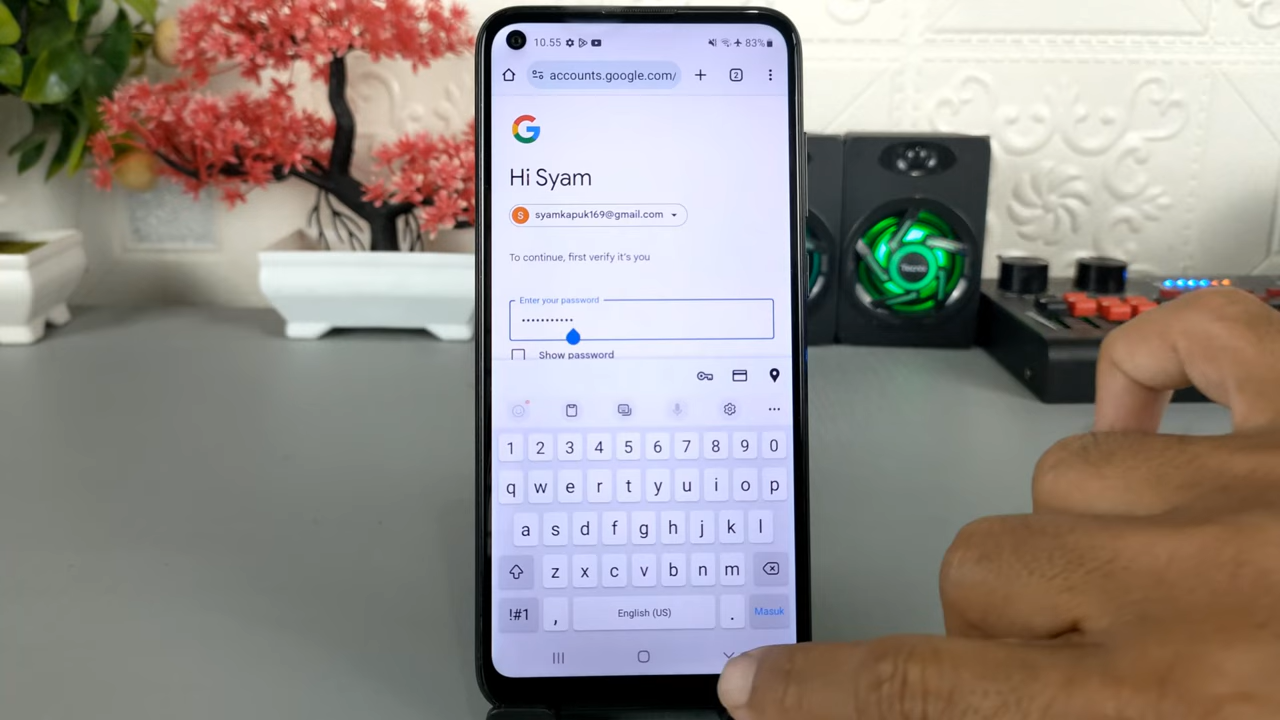 10.55 83%
accounts.google.com/ 2
G
Hi Syam
S syamkapuk169@gmail.com
To continue, first verify it's you
Enter your password
•••••••••••
Show password
1 2 3 4 5 6 7 8 9 0
q w e r t y u i o p
a s d f g h j k l
z x c v b n m
!#1 , English (US) . Masuk